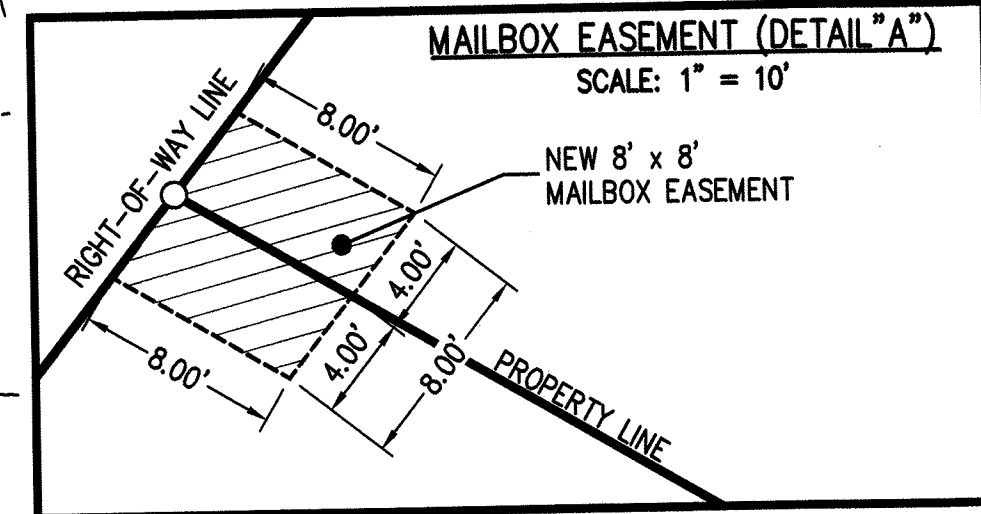 MAILBOX EASEMENT (DETAIL"A")
SCALE: 1" = 10'
RIGHT-OF-WAY LINE
8.00'
NEW 8' x 8'
MAILBOX EASEMENT
4.00'
4.00'
8.00'
8.00'
PROPERTY LINE